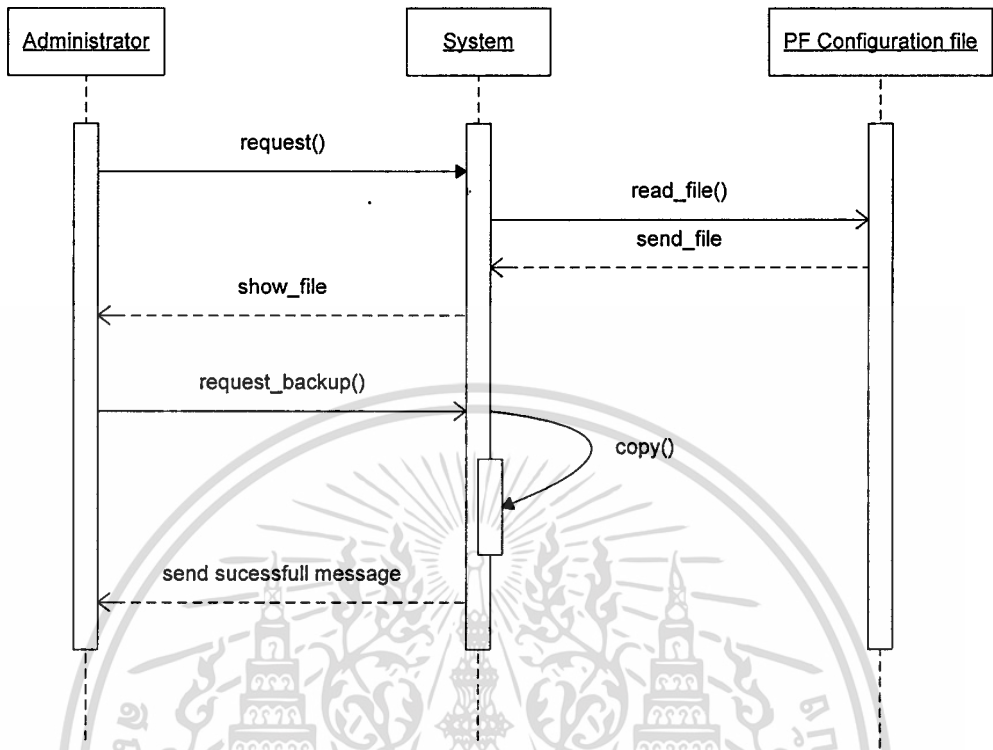 Administrator
System
PF Configuration file
request()
read_file()
send_file
show_file
request_backup()
copy()
send sucessfull message